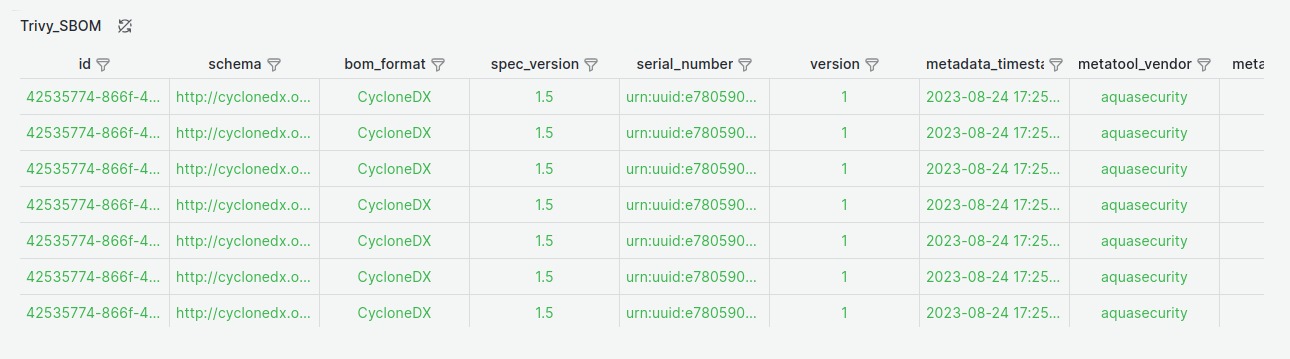 Trivy_SBOM
id schema bom_format spec_version serial_number version metadata_timesta metatool_vendor meta
42535774-866f-4... http://cyclonedx.o... CycloneDX 1.5 urn:uuid:e780590... 1 2023-08-24 17:25... aquasecurity
42535774-866f-4... http://cyclonedx.o... CycloneDX 1.5 urn:uuid:e780590... 1 2023-08-24 17:25... aquasecurity
42535774-866f-4... http://cyclonedx.o... CycloneDX 1.5 urn:uuid:e780590... 1 2023-08-24 17:25... aquasecurity
42535774-866f-4... http://cyclonedx.o... CycloneDX 1.5 urn:uuid:e780590... 1 2023-08-24 17:25... aquasecurity
42535774-866f-4... http://cyclonedx.o... CycloneDX 1.5 urn:uuid:e780590... 1 2023-08-24 17:25... aquasecurity
42535774-866f-4... http://cyclonedx.o... CycloneDX 1.5 urn:uuid:e780590... 1 2023-08-24 17:25... aquasecurity
42535774-866f-4... http://cyclonedx.o... CycloneDX 1.5 urn:uuid:e780590... 1 2023-08-24 17:25... aquasecurity